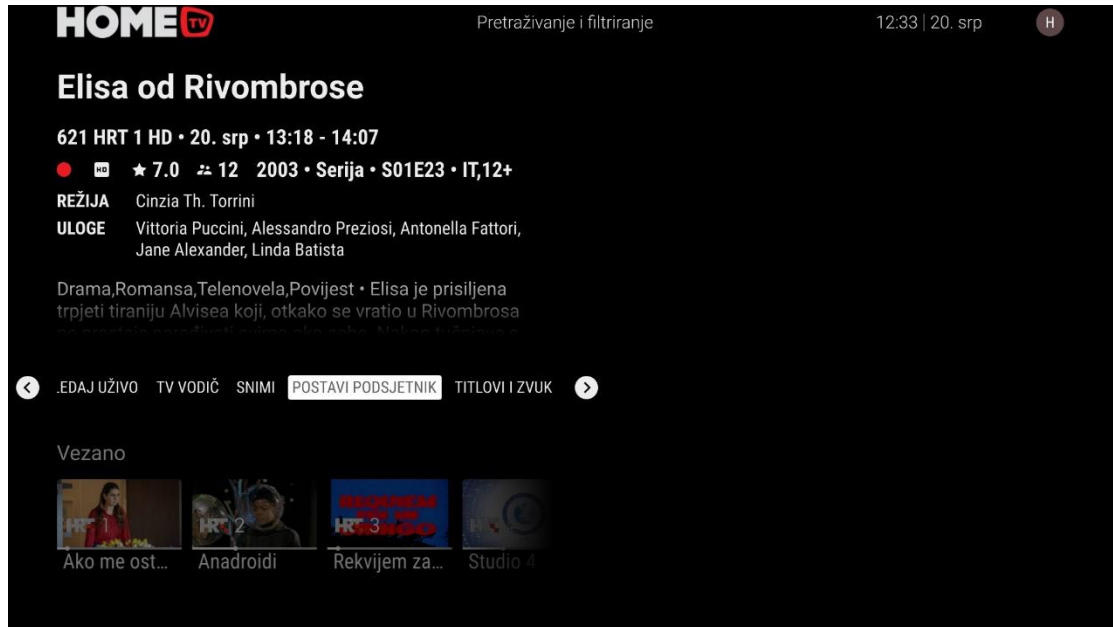 HOME TV
Pretraživanje i filtriranje
12:33 | 20. srp
H
Elisa od Rivombrose
621 HRT 1 HD • 20. srp • 13:18 - 14:07
HD ★ 7.0 12 2003 • Serija • S01E23 • IT,12+
REŽIJA Cinzia Th. Torrini
ULOGE Vittoria Puccini, Alessandro Preziosi, Antonella Fattori,
Jane Alexander, Linda Batista
Drama,Romansa,Telenovela,Povijest • Elisa je prisiljena
trpjeti tiraniju Alvisea koji, otkako se vratio u Rivombrosa
.EDAJ UŽIVO TV VODIČ SNIMI POSTAVI PODSJETNIK TITLOVI I ZVUK
Vezano
HRT 1
HRT 2
REQUIEM
HRT 3
Ako me ost... Anadroidi Rekvijem za... Studio 4